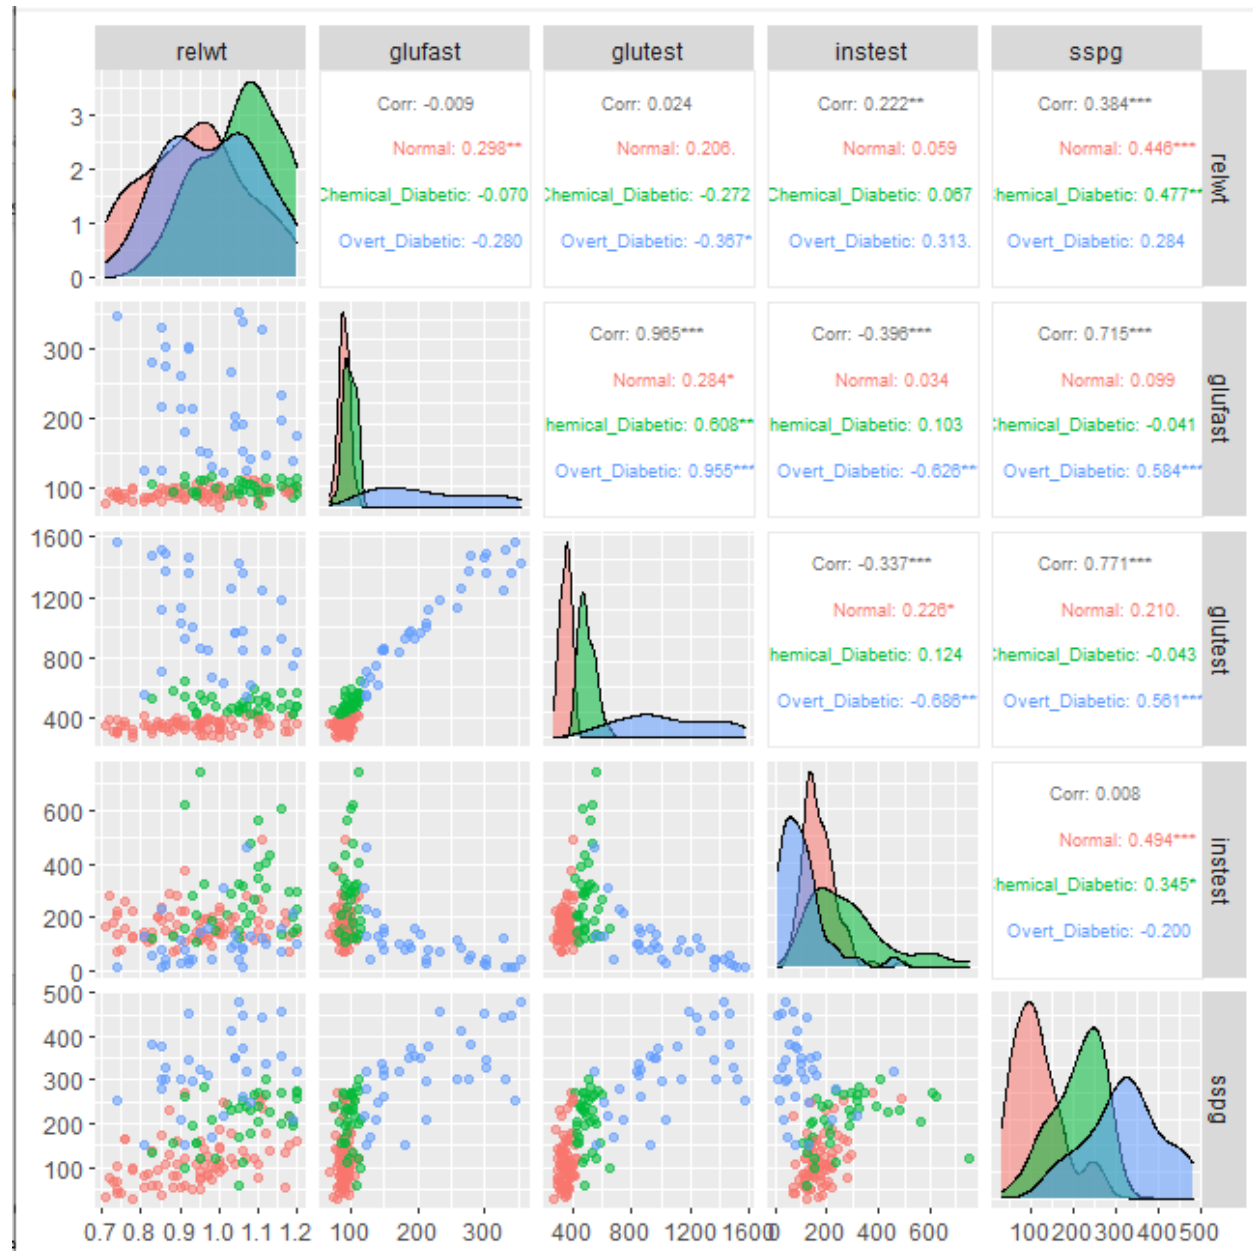 relwt glufast glutest instest sspg
Corr: -0.009 Corr: 0.024 Corr: 0.222** Corr: 0.384***
3
Normal: 0.298** Normal: 0.206. Normal: 0.059 Normal: 0.446***
2
Chemical_Diabetic: -0.070 Chemical_Diabetic: -0.272 Chemical_Diabetic: 0.067 hemical_Diabetic: 0.477**
relwt
1
Overt_Diabetic: -0.280 Overt_Diabetic: -0.367* Overt_Diabetic: 0.313. Overt_Diabetic: 0.284
0
Corr: 0.965*** Corr: -0.396*** Corr: 0.715***
300
Normal: 0.284* Normal: 0.034 Normal: 0.099
200
hemical_Diabetic: 0.608** hemical_Diabetic: 0.103 Chemical_Diabetic: -0.041
glufast
100
Overt_Diabetic: 0.955*** Overt_Diabetic: -0.626** Overt_Diabetic: 0.584***
1600
Corr: -0.337*** Corr: 0.771***
1200
Normal: 0.226* Normal: 0.210.
800
hemical_Diabetic: 0.124 Chemical_Diabetic: -0.043
glutest
400
Overt_Diabetic: -0.686** Overt_Diabetic: 0.561***
Corr: 0.008
600
Normal: 0.494***
400
hemical_Diabetic: 0.345*
instest
200
Overt_Diabetic: -0.200
0
500
400
300
200
sspg
100
0.7 0.8 0.9 1.0 1.1 1.2 100 200 300 400 800 1200 1600 0 200 400 600 100 200 300 400 500